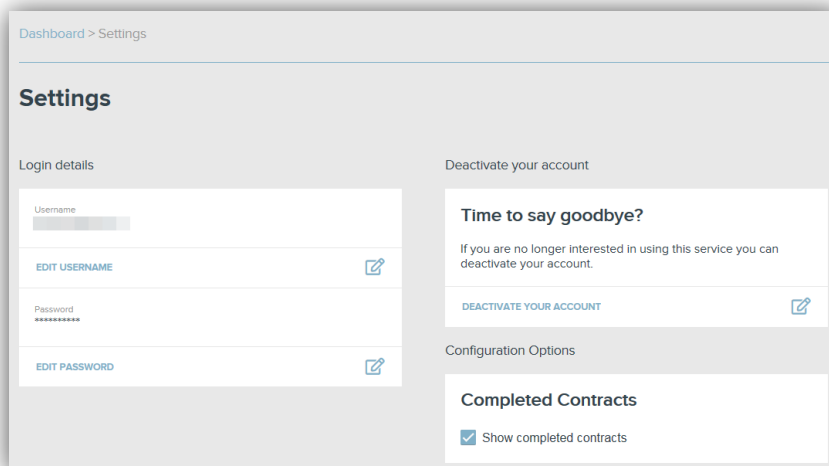 Dashboard > Settings
Settings
Login details
Username
EDIT USERNAME
Password
**********
EDIT PASSWORD
Deactivate your account
Time to say goodbye?
If you are no longer interested in using this service you can
deactivate your account.
DEACTIVATE YOUR ACCOUNT
Configuration Options
Completed Contracts
Show completed contracts